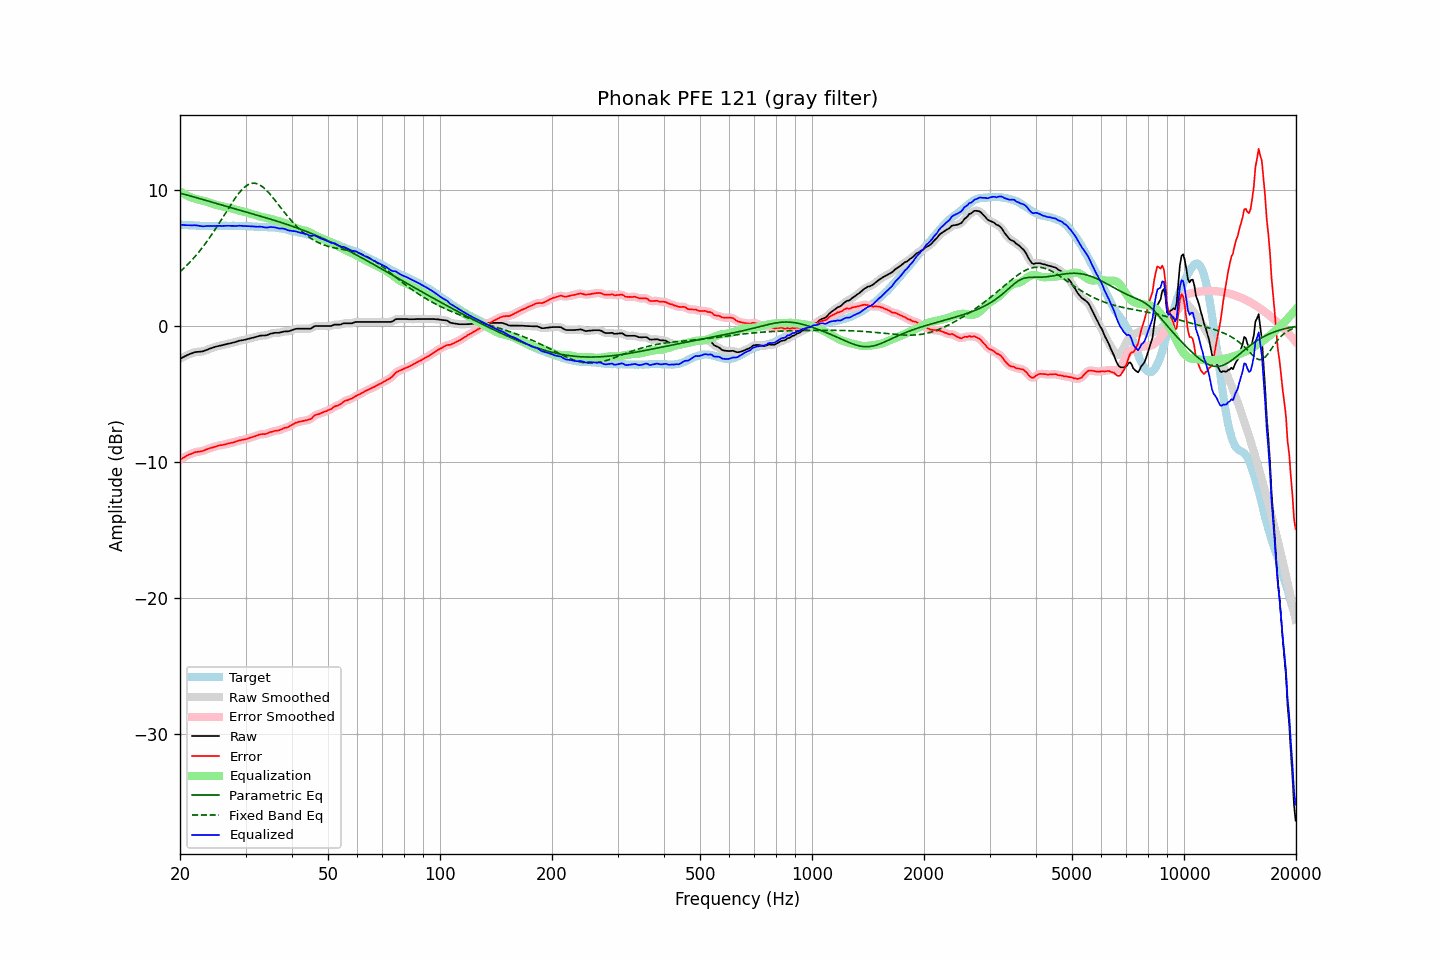 Phonak PFE 121 (gray filter)
Amplitude (dBr)
10
0
−10
−20
−30
Target
Raw Smoothed
Error Smoothed
Raw
Error
Equalization
Parametric Eq
Fixed Band Eq
Equalized
20
50
100
200
500
1000
2000
5000
10000
20000
Frequency (Hz)